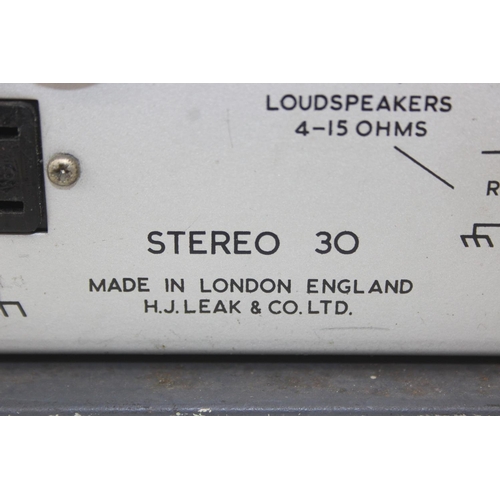 LOUDSPEAKERS
4–15 OHMS
R
STEREO 30
MADE IN LONDON ENGLAND
H.J.LEAK & CO.LTD.